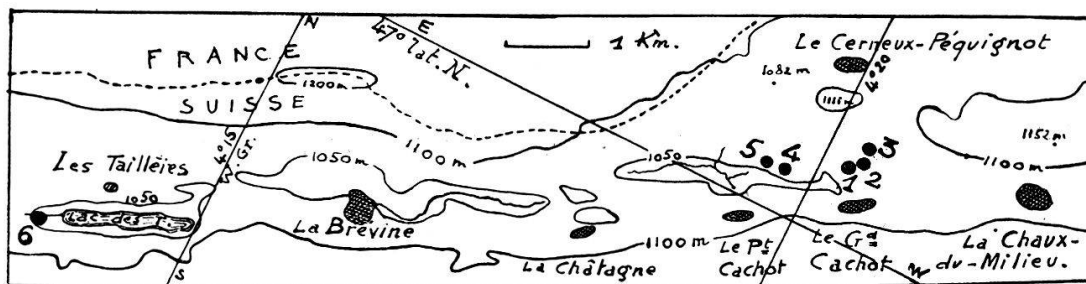 N
E
47° lat. N.
1 Km.
Le Cerneux-Péquignot
1082 m
4°20
1116 m
FRANCE
1200 m
SUISSE
4°15
Gr.
1100 m
1152 m
1100 m
Les Taillères
1050
1050 m
1050
5 4
3
1 2
6
Lac-des-T.
La Brévine
1100 m
La Châtagne
Le Pt
Cachot
Le Gd
Cachot
La Chaux-
du-Milieu.
S
W